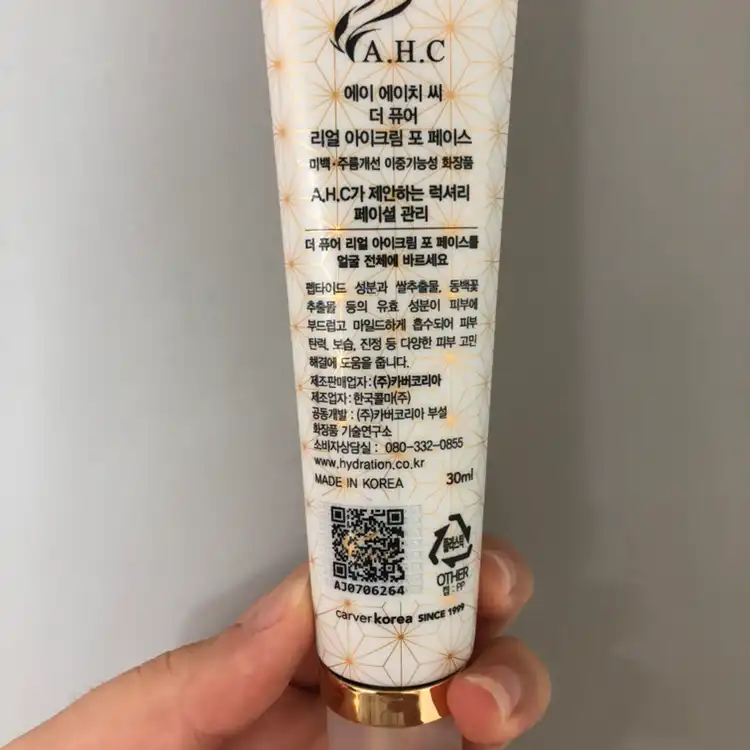 A.H.C
에이 에이치 씨
더 퓨어
리얼 아이크림 포 페이스
미백·주름개선 이중기능성 화장품
A.H.C가 제안하는 럭셔리
페이셜 관리
더 퓨어 리얼 아이크림 포 페이스를
얼굴 전체에 바르세요
펩타이드 성분과 쌀추출물, 동백꽃
추출물 등의 유효 성분이 피부에
부드럽고 마일드하게 흡수되어 피부
탄력, 보습, 진정 등 다양한 피부 고민
해결에 도움을 줍니다.
제조판매업자:(주)카버코리아
제조업자:한국콜마(주)
공동개발 : (주)카버코리아 부설
화장품 기술연구소
소비자상담실 : 080-332-0855
www.hydration.co.kr
MADE IN KOREA 30ml
플라스틱
OTHER
캡 : PP
AJ0706264
carverkorea SINCE 1999